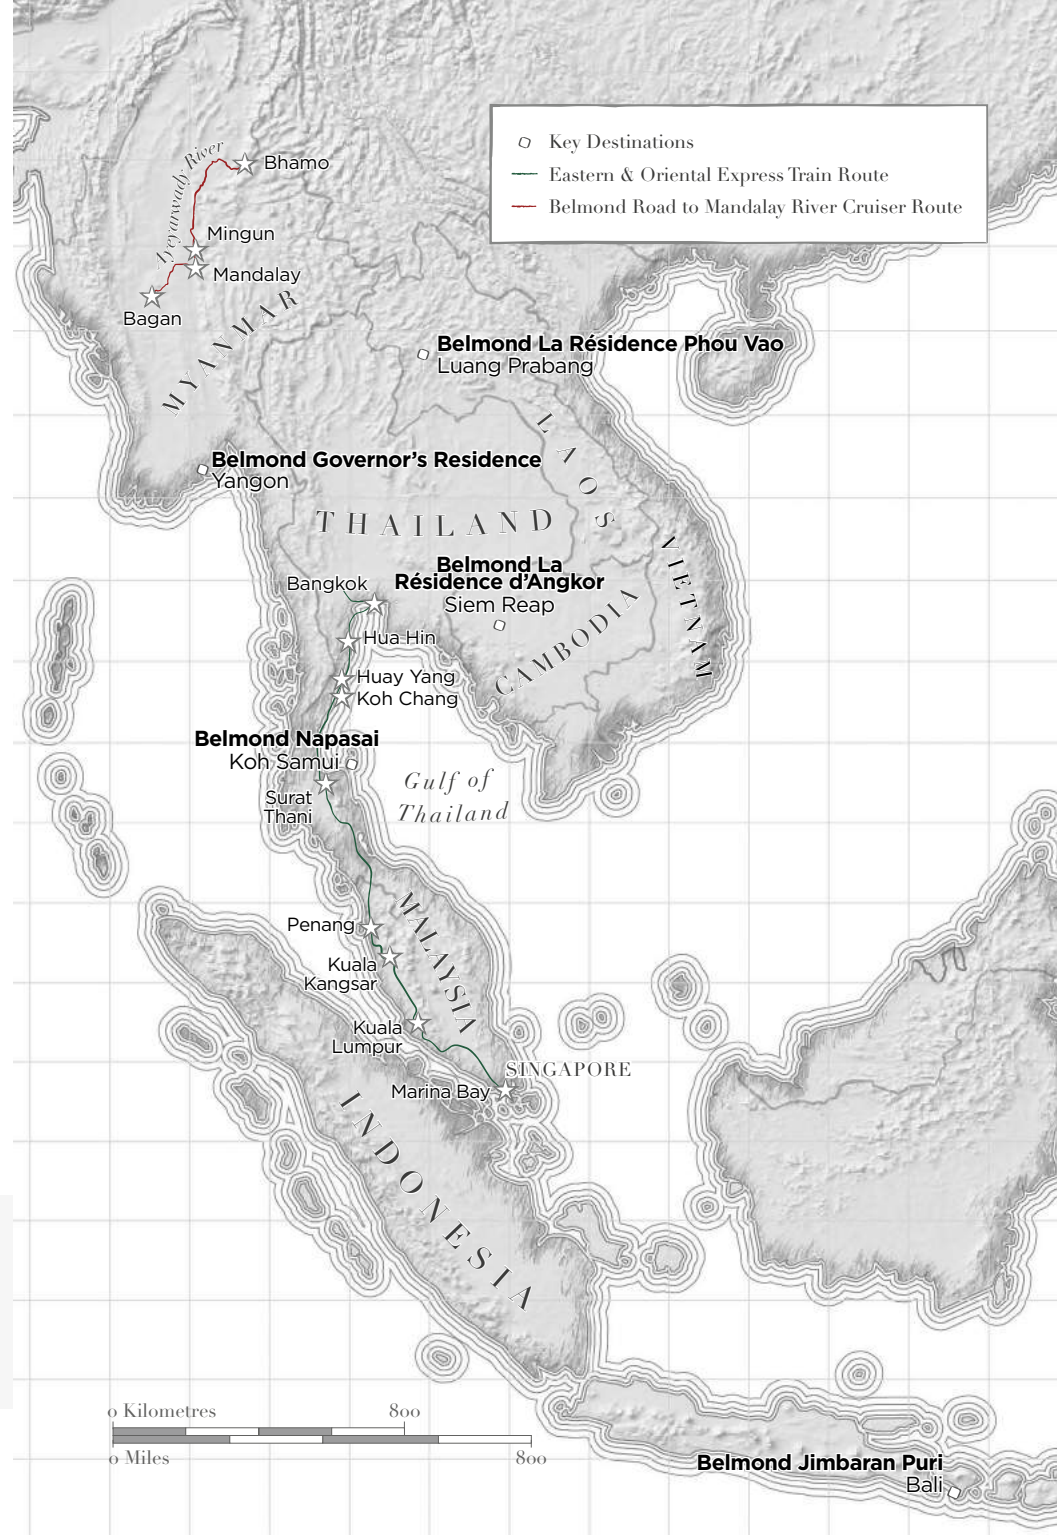 Key Destinations
Eastern & Oriental Express Train Route
Belmond Road to Mandalay River Cruiser Route
Ayeyarwady River
Bhamo
Mingun
Mandalay
Bagan
MYANMAR
Belmond La Résidence Phou Vao
Luang Prabang
LAOS
Belmond Governor's Residence
Yangon
THAILAND
VIETNAM
Belmond La
Résidence d'Angkor
Siem Reap
Bangkok
CAMBODIA
Hua Hin
Huay Yang
Koh Chang
Belmond Napasai
Koh Samui
Gulf of
Thailand
Surat
Thani
MALAYSIA
Penang
Kuala
Kangsar
Kuala
Lumpur
SINGAPORE
Marina Bay
INDONESIA
0 Kilometres 800
0 Miles 800
Belmond Jimbaran Puri
Bali